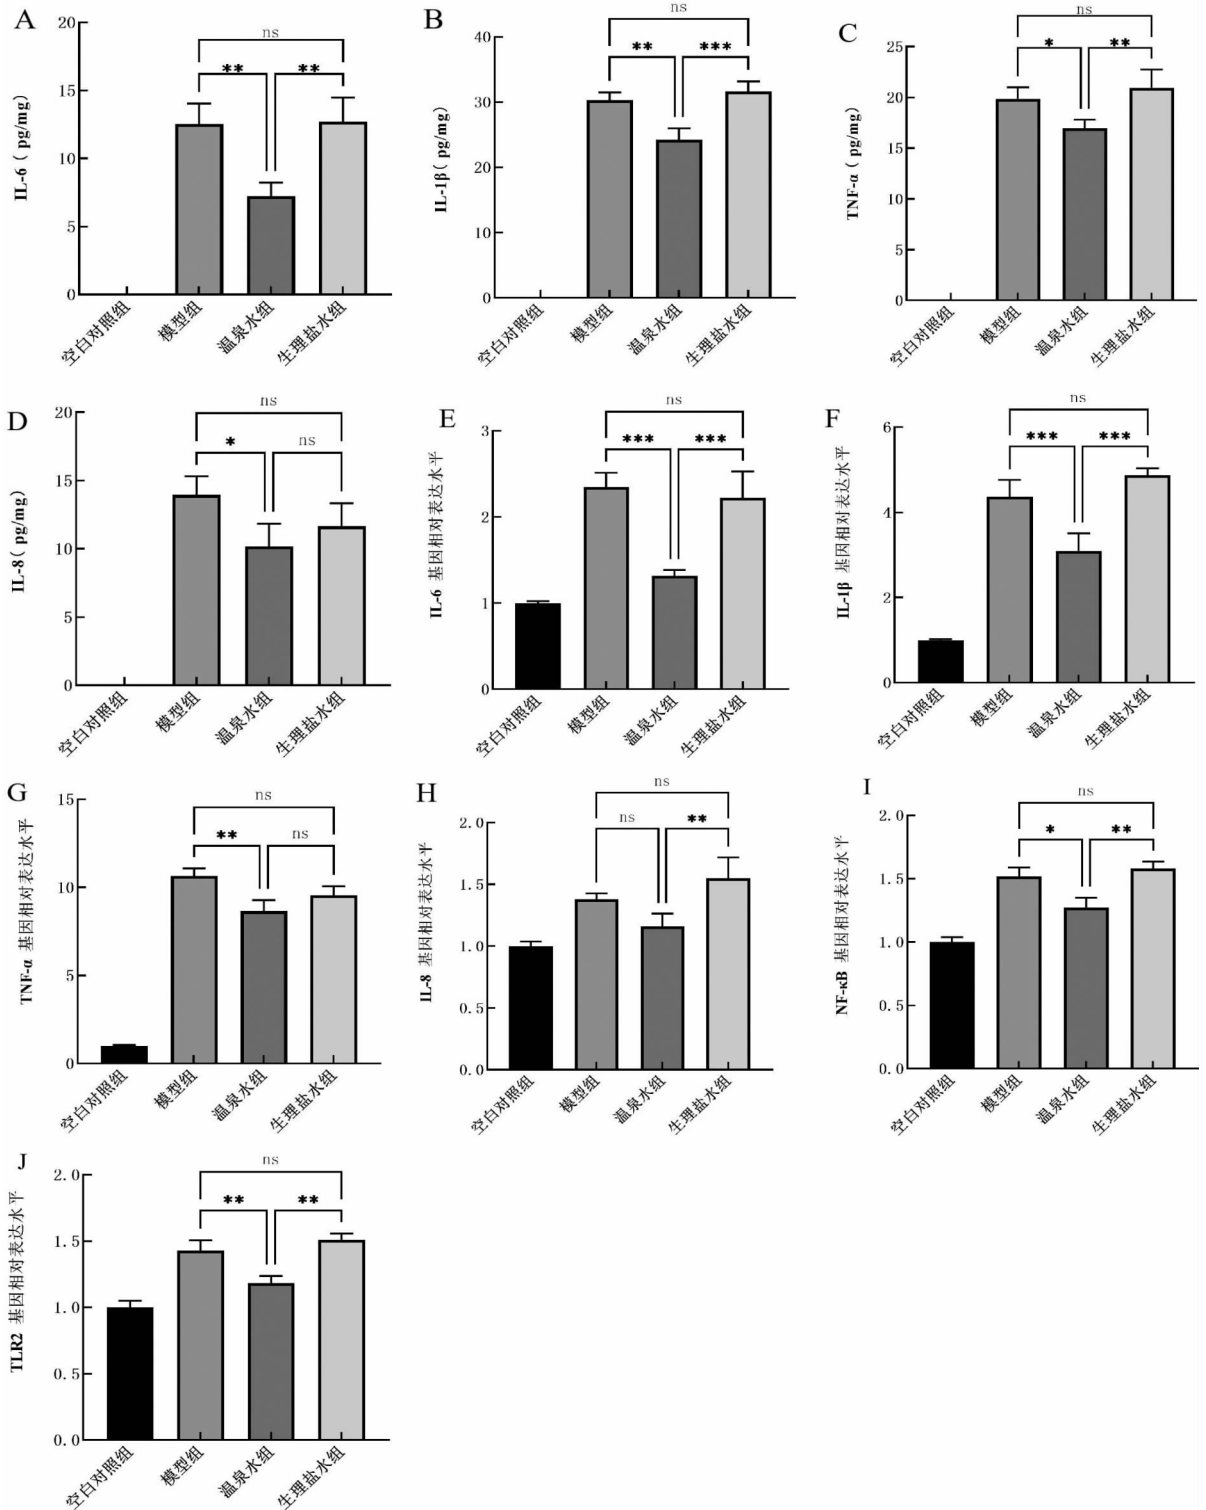 A
IL-6 ( pg/mg)
20
15
10
5
0
ns
** **
空白对照组
模型组
温泉水组
生理盐水组
B
IL-1β ( pg/mg)
40
30
20
10
0
ns
** ***
空白对照组
模型组
温泉水组
生理盐水组
C
TNF-α ( pg/mg)
25
20
15
10
5
0
ns
* **
空白对照组
模型组
温泉水组
生理盐水组
D
IL-8( pg/mg)
20
15
10
5
0
ns
* ns
空白对照组
模型组
温泉水组
生理盐水组
E
IL-6 基因相对表达水平
3
2
1
0
ns
*** ***
空白对照组
模型组
温泉水组
生理盐水组
F
IL-1β 基因相对表达水平
6
4
2
0
ns
*** ***
空白对照组
模型组
温泉水组
生理盐水组
G
TNF-α 基因相对表达水平
15
10
5
0
ns
** ns
空白对照组
模型组
温泉水组
生理盐水组
H
IL-8 基因相对表达水平
2.0
1.5
1.0
0.5
0.0
ns
ns **
空白对照组
模型组
温泉水组
生理盐水组
I
NF-κB 基因相对表达水平
2.0
1.5
1.0
0.5
0.0
ns
* **
空白对照组
模型组
温泉水组
生理盐水组
J
TLR2 基因相对表达水平
2.0
1.5
1.0
0.5
0.0
ns
** **
空白对照组
模型组
温泉水组
生理盐水组